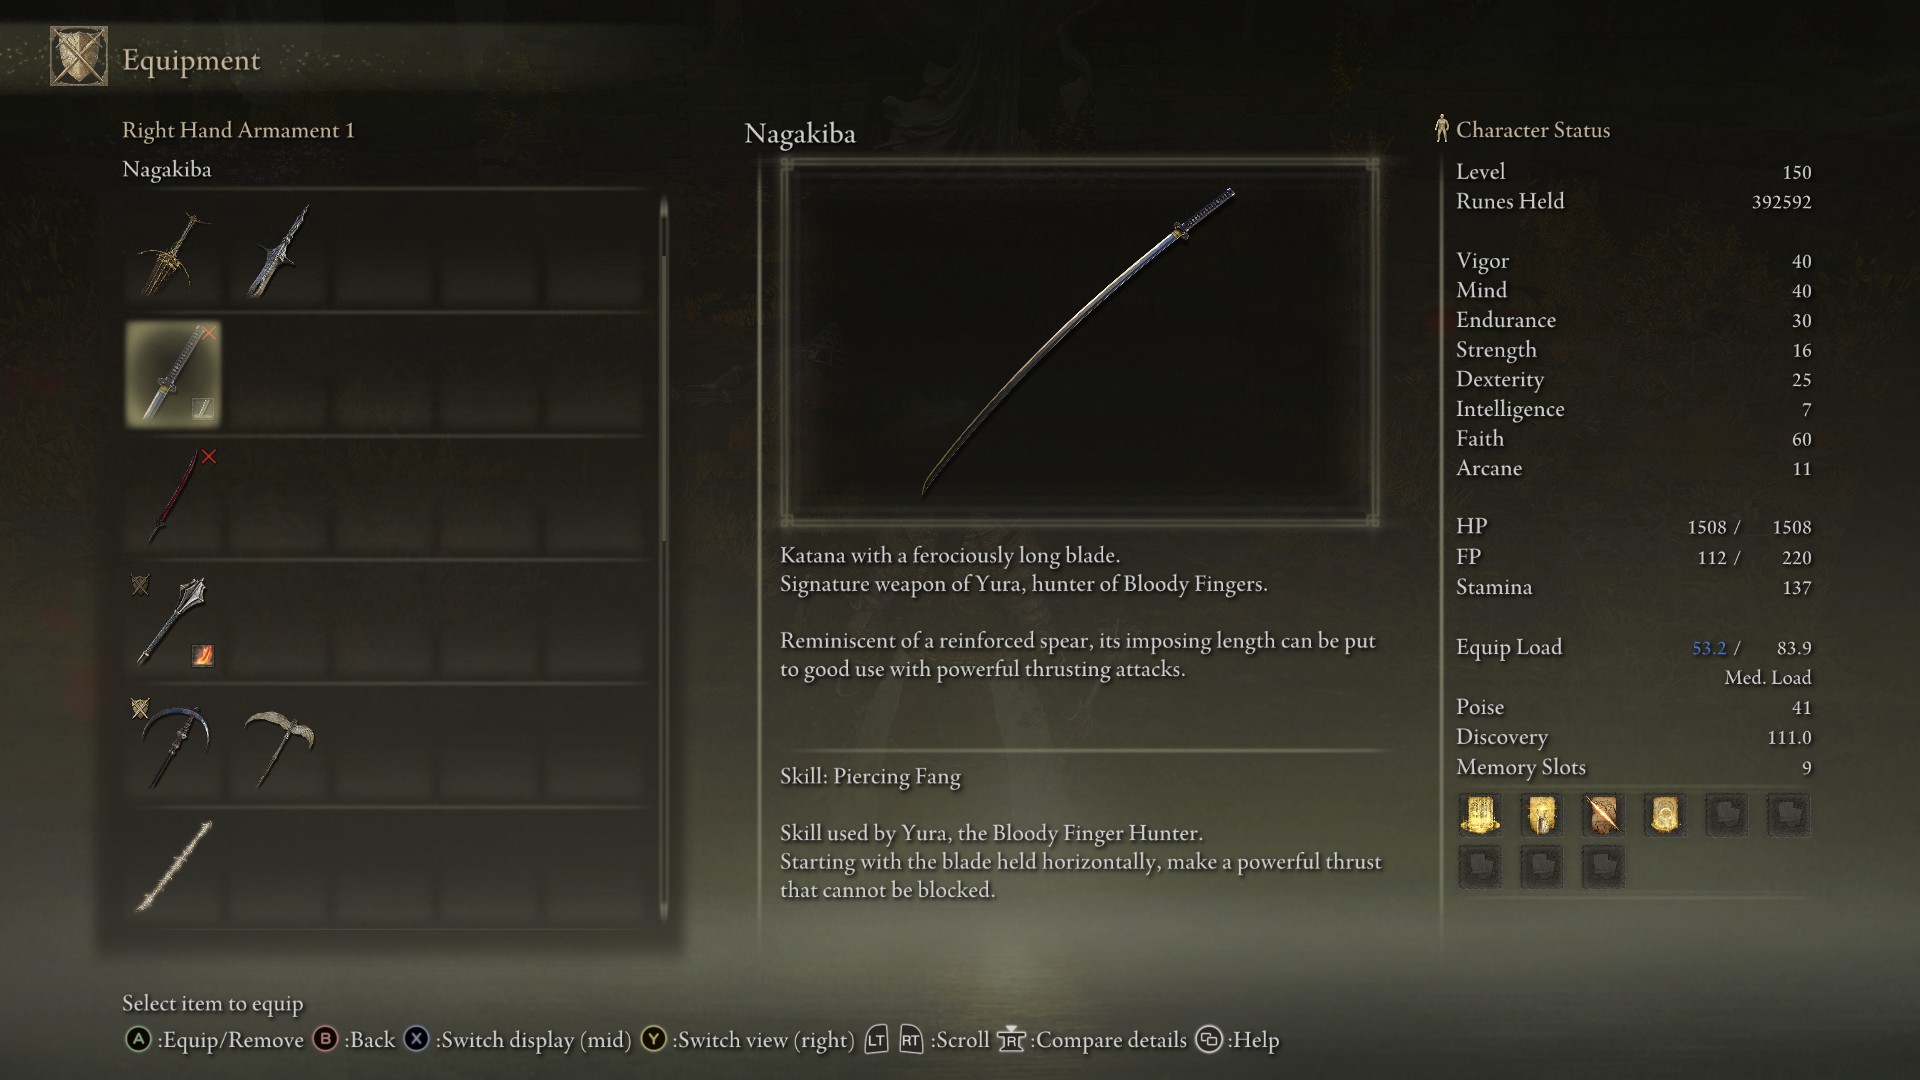 Equipment
Right Hand Armament 1
Nagakiba
Nagakiba
Katana with a ferociously long blade.
Signature weapon of Yura, hunter of Bloody Fingers.
Reminiscent of a reinforced spear, its imposing length can be put
to good use with powerful thrusting attacks.
Skill: Piercing Fang
Skill used by Yura, the Bloody Finger Hunter.
Starting with the blade held horizontally, make a powerful thrust
that cannot be blocked.
Character Status
Level 150
Runes Held 392592
Vigor 40
Mind 40
Endurance 30
Strength 16
Dexterity 25
Intelligence 7
Faith 60
Arcane 11
HP 1508 / 1508
FP 112 / 220
Stamina 137
Equip Load 53.2 / 83.9
Med. Load
Poise 41
Discovery 111.0
Memory Slots 9
Select item to equip
A :Equip/Remove B :Back X :Switch display (mid) Y :Switch view (right) LT RT :Scroll R :Compare details :Help